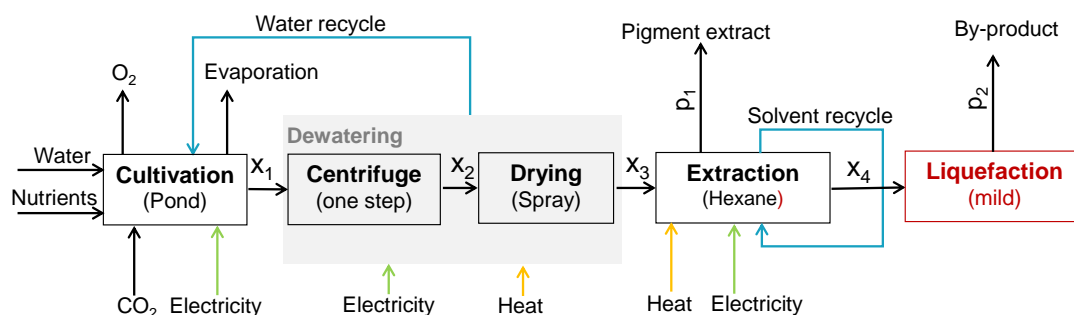 Water recycle
Pigment extract
By-product
O₂
Evaporation
p₁
p₂
Solvent recycle
Dewatering
Water
Nutrients
Cultivation
(Pond)
x₁
Centrifuge
(one step)
x₂
Drying
(Spray)
x₃
Extraction
(Hexane)
x₄
Liquefaction
(mild)
CO₂
Electricity
Electricity
Heat
Heat
Electricity